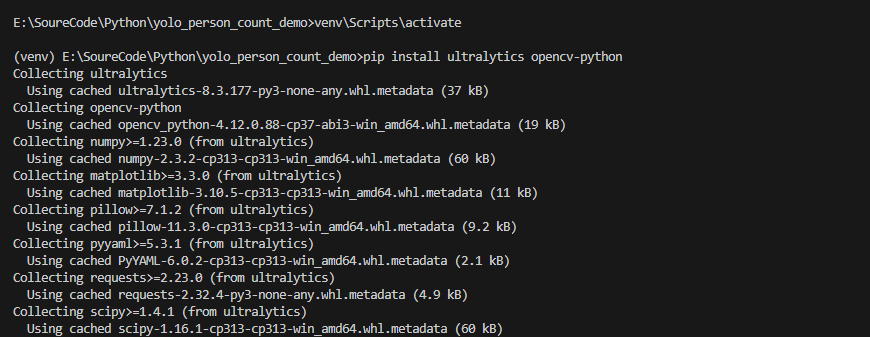 E:\SoureCode\Python\yolo_person_count_demo>venv\Scripts\activate
(venv) E:\SoureCode\Python\yolo_person_count_demo>pip install ultralytics opencv-python
Collecting ultralytics
  Using cached ultralytics-8.3.177-py3-none-any.whl.metadata (37 kB)
Collecting opencv-python
  Using cached opencv_python-4.12.0.88-cp37-abi3-win_amd64.whl.metadata (19 kB)
Collecting numpy>=1.23.0 (from ultralytics)
  Using cached numpy-2.3.2-cp313-cp313-win_amd64.whl.metadata (60 kB)
Collecting matplotlib>=3.3.0 (from ultralytics)
  Using cached matplotlib-3.10.5-cp313-cp313-win_amd64.whl.metadata (11 kB)
Collecting pillow>=7.1.2 (from ultralytics)
  Using cached pillow-11.3.0-cp313-cp313-win_amd64.whl.metadata (9.2 kB)
Collecting pyyaml>=5.3.1 (from ultralytics)
  Using cached PyYAML-6.0.2-cp313-cp313-win_amd64.whl.metadata (2.1 kB)
Collecting requests>=2.23.0 (from ultralytics)
  Using cached requests-2.32.4-py3-none-any.whl.metadata (4.9 kB)
Collecting scipy>=1.4.1 (from ultralytics)
  Using cached scipy-1.16.1-cp313-cp313-win_amd64.whl.metadata (60 kB)